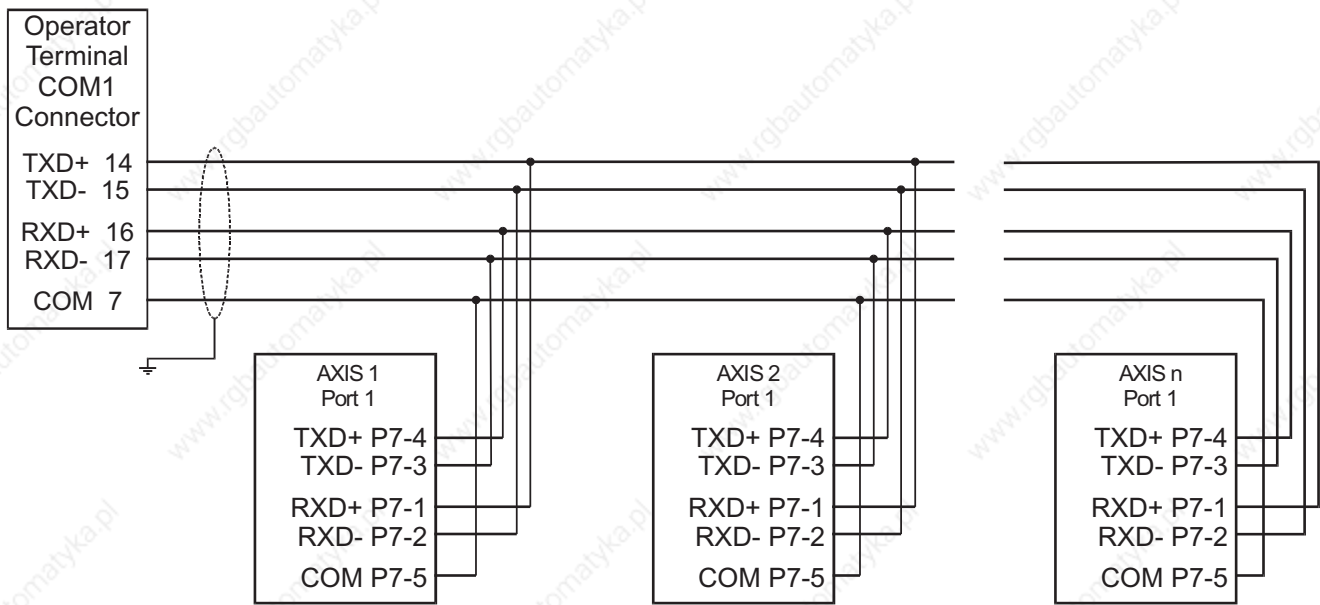 Operator
Terminal
COM1
Connector
TXD+ 14
TXD- 15
RXD+ 16
RXD- 17
COM 7
AXIS 1
Port 1
TXD+ P7-4
TXD- P7-3
RXD+ P7-1
RXD- P7-2
COM P7-5
AXIS 2
Port 1
TXD+ P7-4
TXD- P7-3
RXD+ P7-1
RXD- P7-2
COM P7-5
AXIS n
Port 1
TXD+ P7-4
TXD- P7-3
RXD+ P7-1
RXD- P7-2
COM P7-5
www.rgbautomatyka.pl